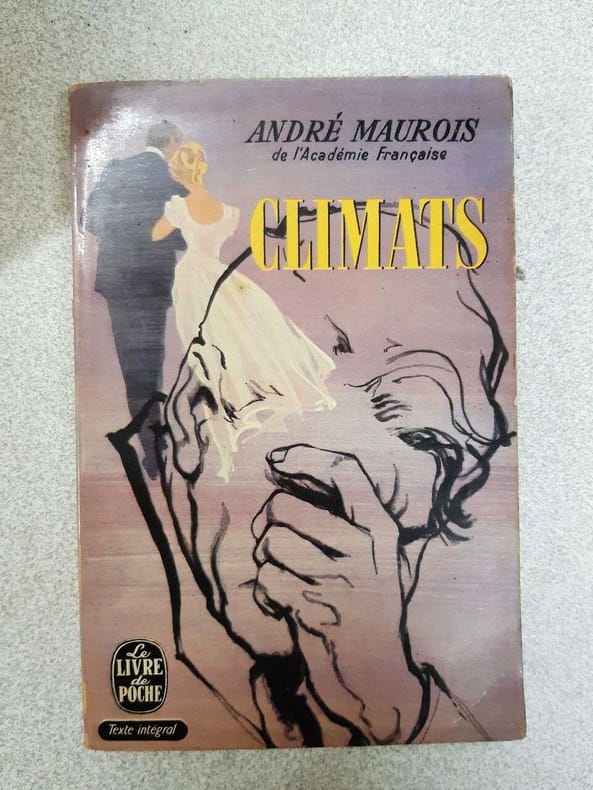 ANDRÉ MAUROIS
de l'Académie Française
CLIMATS
Le
LIVRE
de
POCHE
Texte intégral